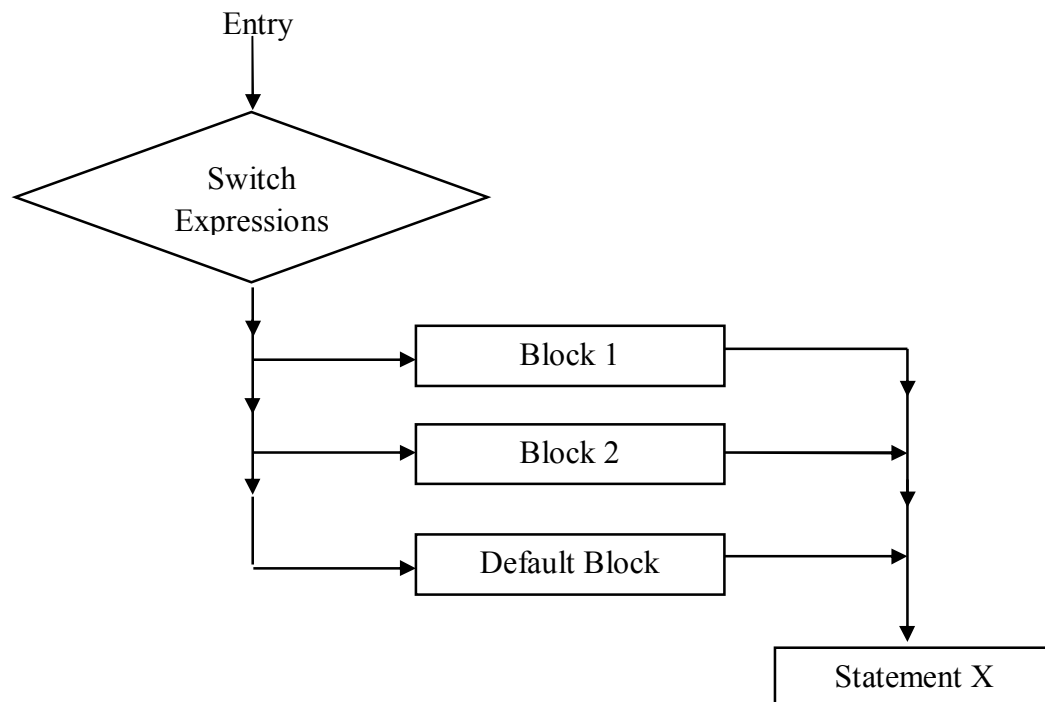 Entry
Switch
Expressions
Block 1
Block 2
Default Block
Statement X